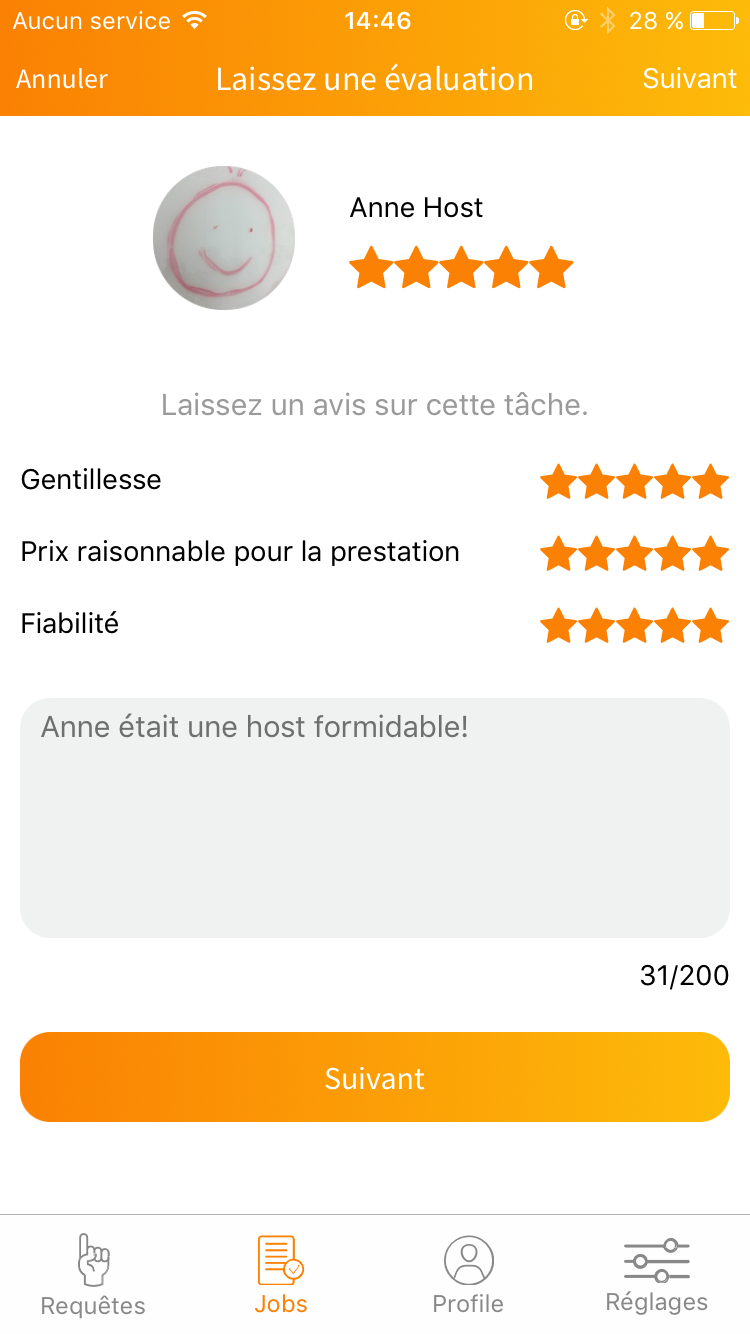 Aucun service 14:46 28 %
Annuler Laissez une évaluation Suivant
Anne Host
Laissez un avis sur cette tâche.
Gentillesse
Prix raisonnable pour la prestation
Fiabilité
Anne était une host formidable!
31/200
Suivant
Requêtes Jobs Profile Réglages